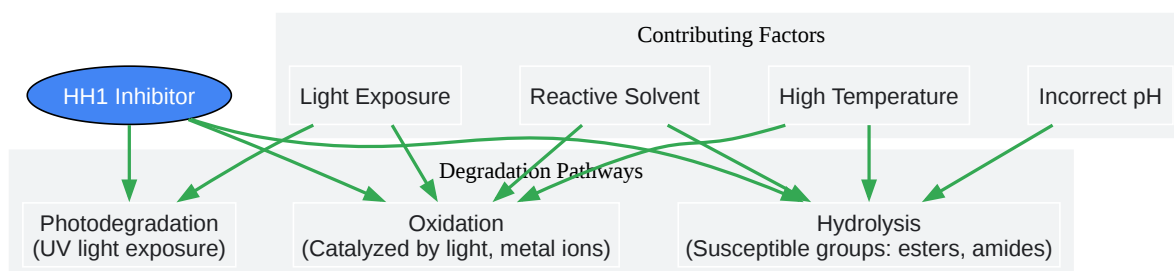 Contributing Factors
HH1 Inhibitor
Light Exposure
Reactive Solvent
High Temperature
Incorrect pH
Degradation Pathways
Photodegradation
(UV light exposure)
Oxidation
(Catalyzed by light, metal ions)
Hydrolysis
(Susceptible groups: esters, amides)